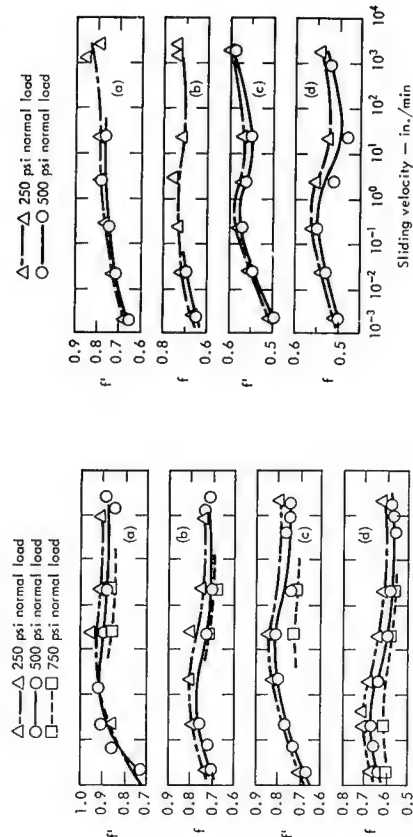 250 psi normal load
500 psi normal load
750 psi normal load
1.0
0.9
0.8
0.7
f'
(a)
0.9
0.8
0.7
0.6
f
(b)
0.9
0.8
0.7
f'
(c)
0.8
0.7
0.6
0.5
f
(d)
250 psi normal load
500 psi normal load
0.9
0.8
0.7
0.6
f'
(a)
0.8
0.6
f
(b)
0.6
0.5
f'
(c)
0.6
0.5
f
(d)
10⁻³ 10⁻² 10⁻¹ 10⁰ 10¹ 10² 10³ 10⁴
Sliding velocity — in./min